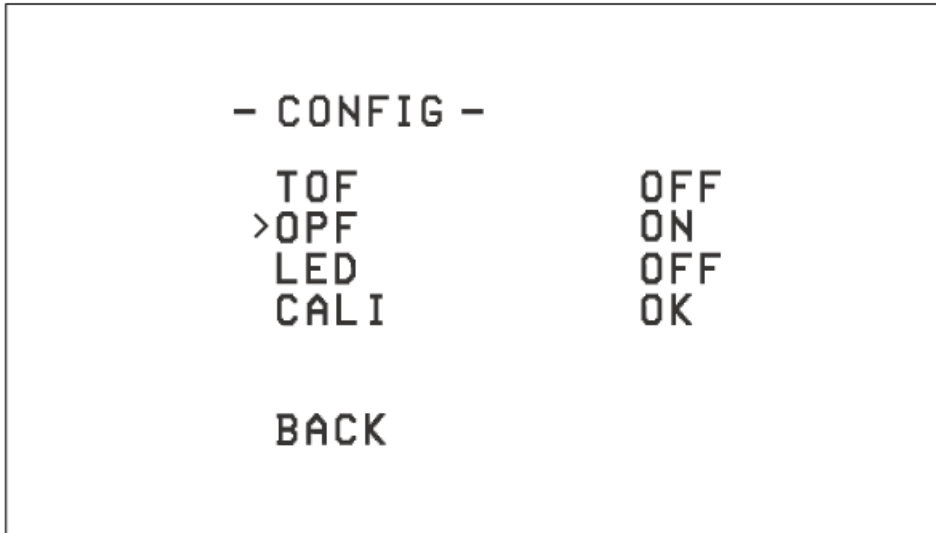 - CONFIG -
TOF OFF
>OPF ON
LED OFF
CALI OK
BACK